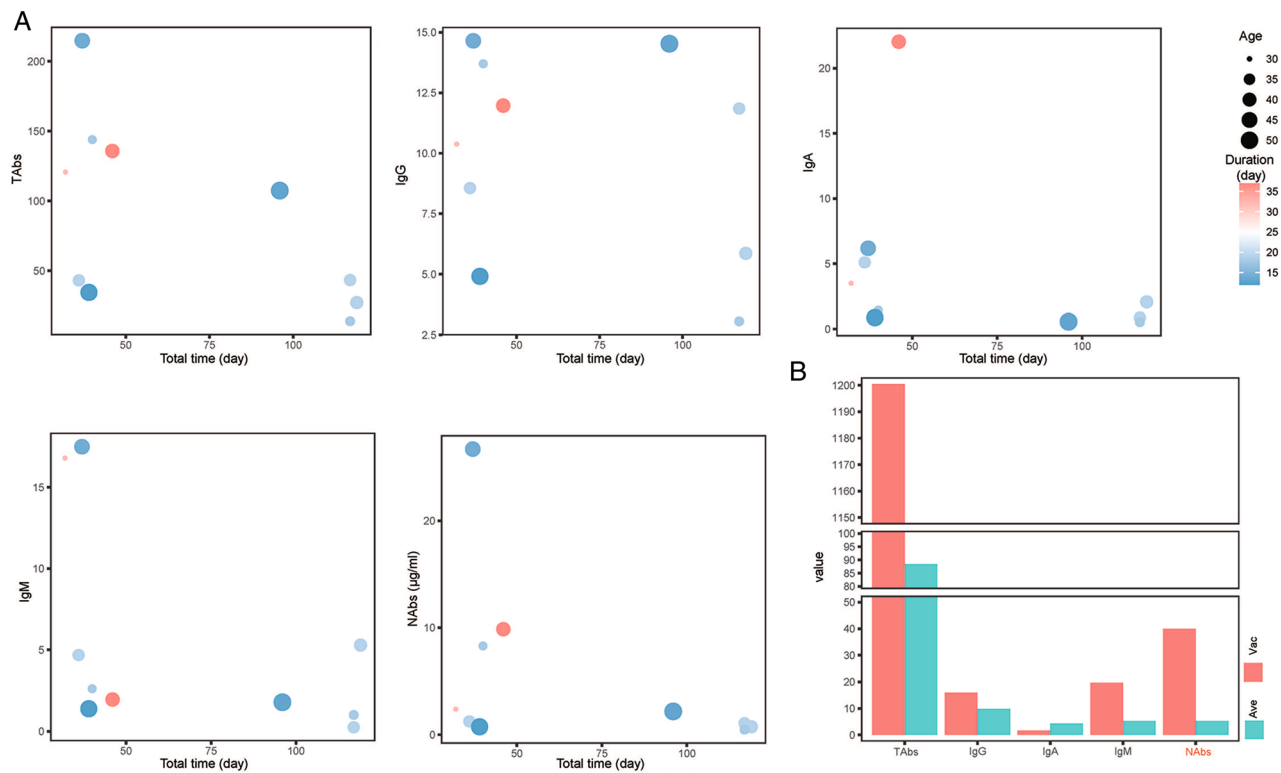 A
TAbs
200
150
100
50
50
75
100
Total time (day)
IgG
15.0
12.5
10.0
7.5
5.0
2.5
50
75
100
Total time (day)
IgA
20
15
10
5
0
50
75
100
Total time (day)
Age
30
35
40
45
50
Duration
(day)
35
30
25
20
15
IgM
15
10
5
0
50
75
100
Total time (day)
NAbs (μg/ml)
20
10
0
50
75
100
Total time (day)
B
value
1200
1190
1180
1170
1160
1150
100
95
90
85
80
50
40
30
20
10
0
TAbs
IgG
IgA
IgM
NAbs
Vac
Ave